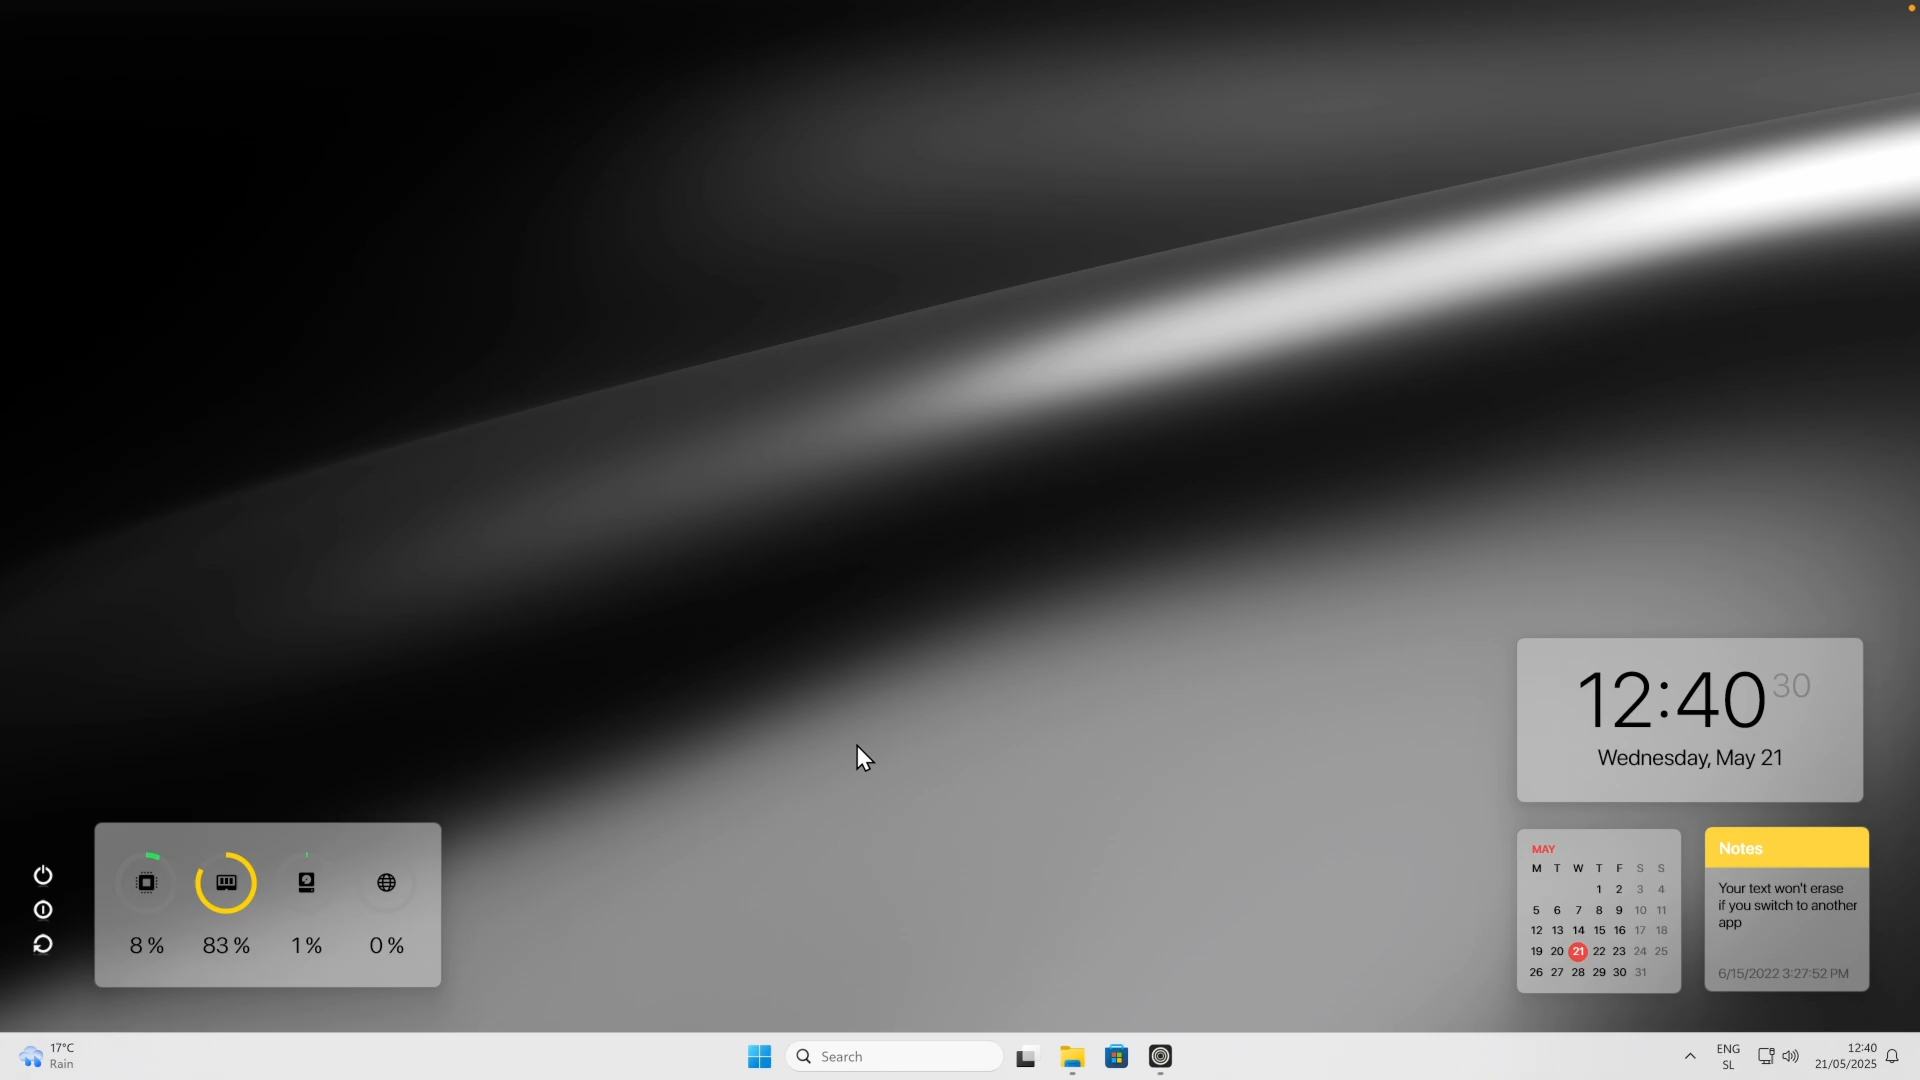 12:40 30
Wednesday, May 21
8 %
83 %
1 %
0 %
MAY
M T W T F S S
1 2 3 4
5 6 7 8 9 10 11
12 13 14 15 16 17 18
19 20 21 22 23 24 25
26 27 28 29 30 31
Notes
Your text won't erase
if you switch to another
app
6/15/2022 3:27:52 PM
17°C
Rain
Search
ENG
SL
12:40
21/05/2025